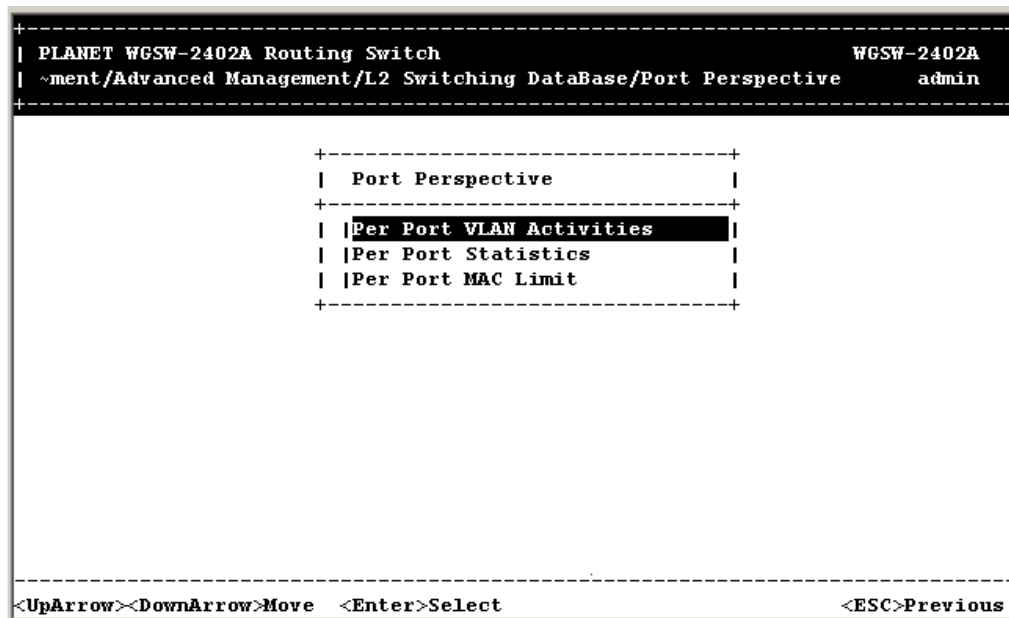 +------------------------------------------------------------------------------
| PLANET WGSW-2402A Routing Switch WGSW-2402A
| ~ment/Advanced Management/L2 Switching DataBase/Port Perspective admin
+------------------------------------------------------------------------------
+--------------------------------+
| Port Perspective |
+--------------------------------+
| |Per Port VLAN Activities |
| |Per Port Statistics |
| |Per Port MAC Limit |
+--------------------------------+
-------------------------------------------------------------------------------
<UpArrow><DownArrow>Move <Enter>Select <ESC>Previous